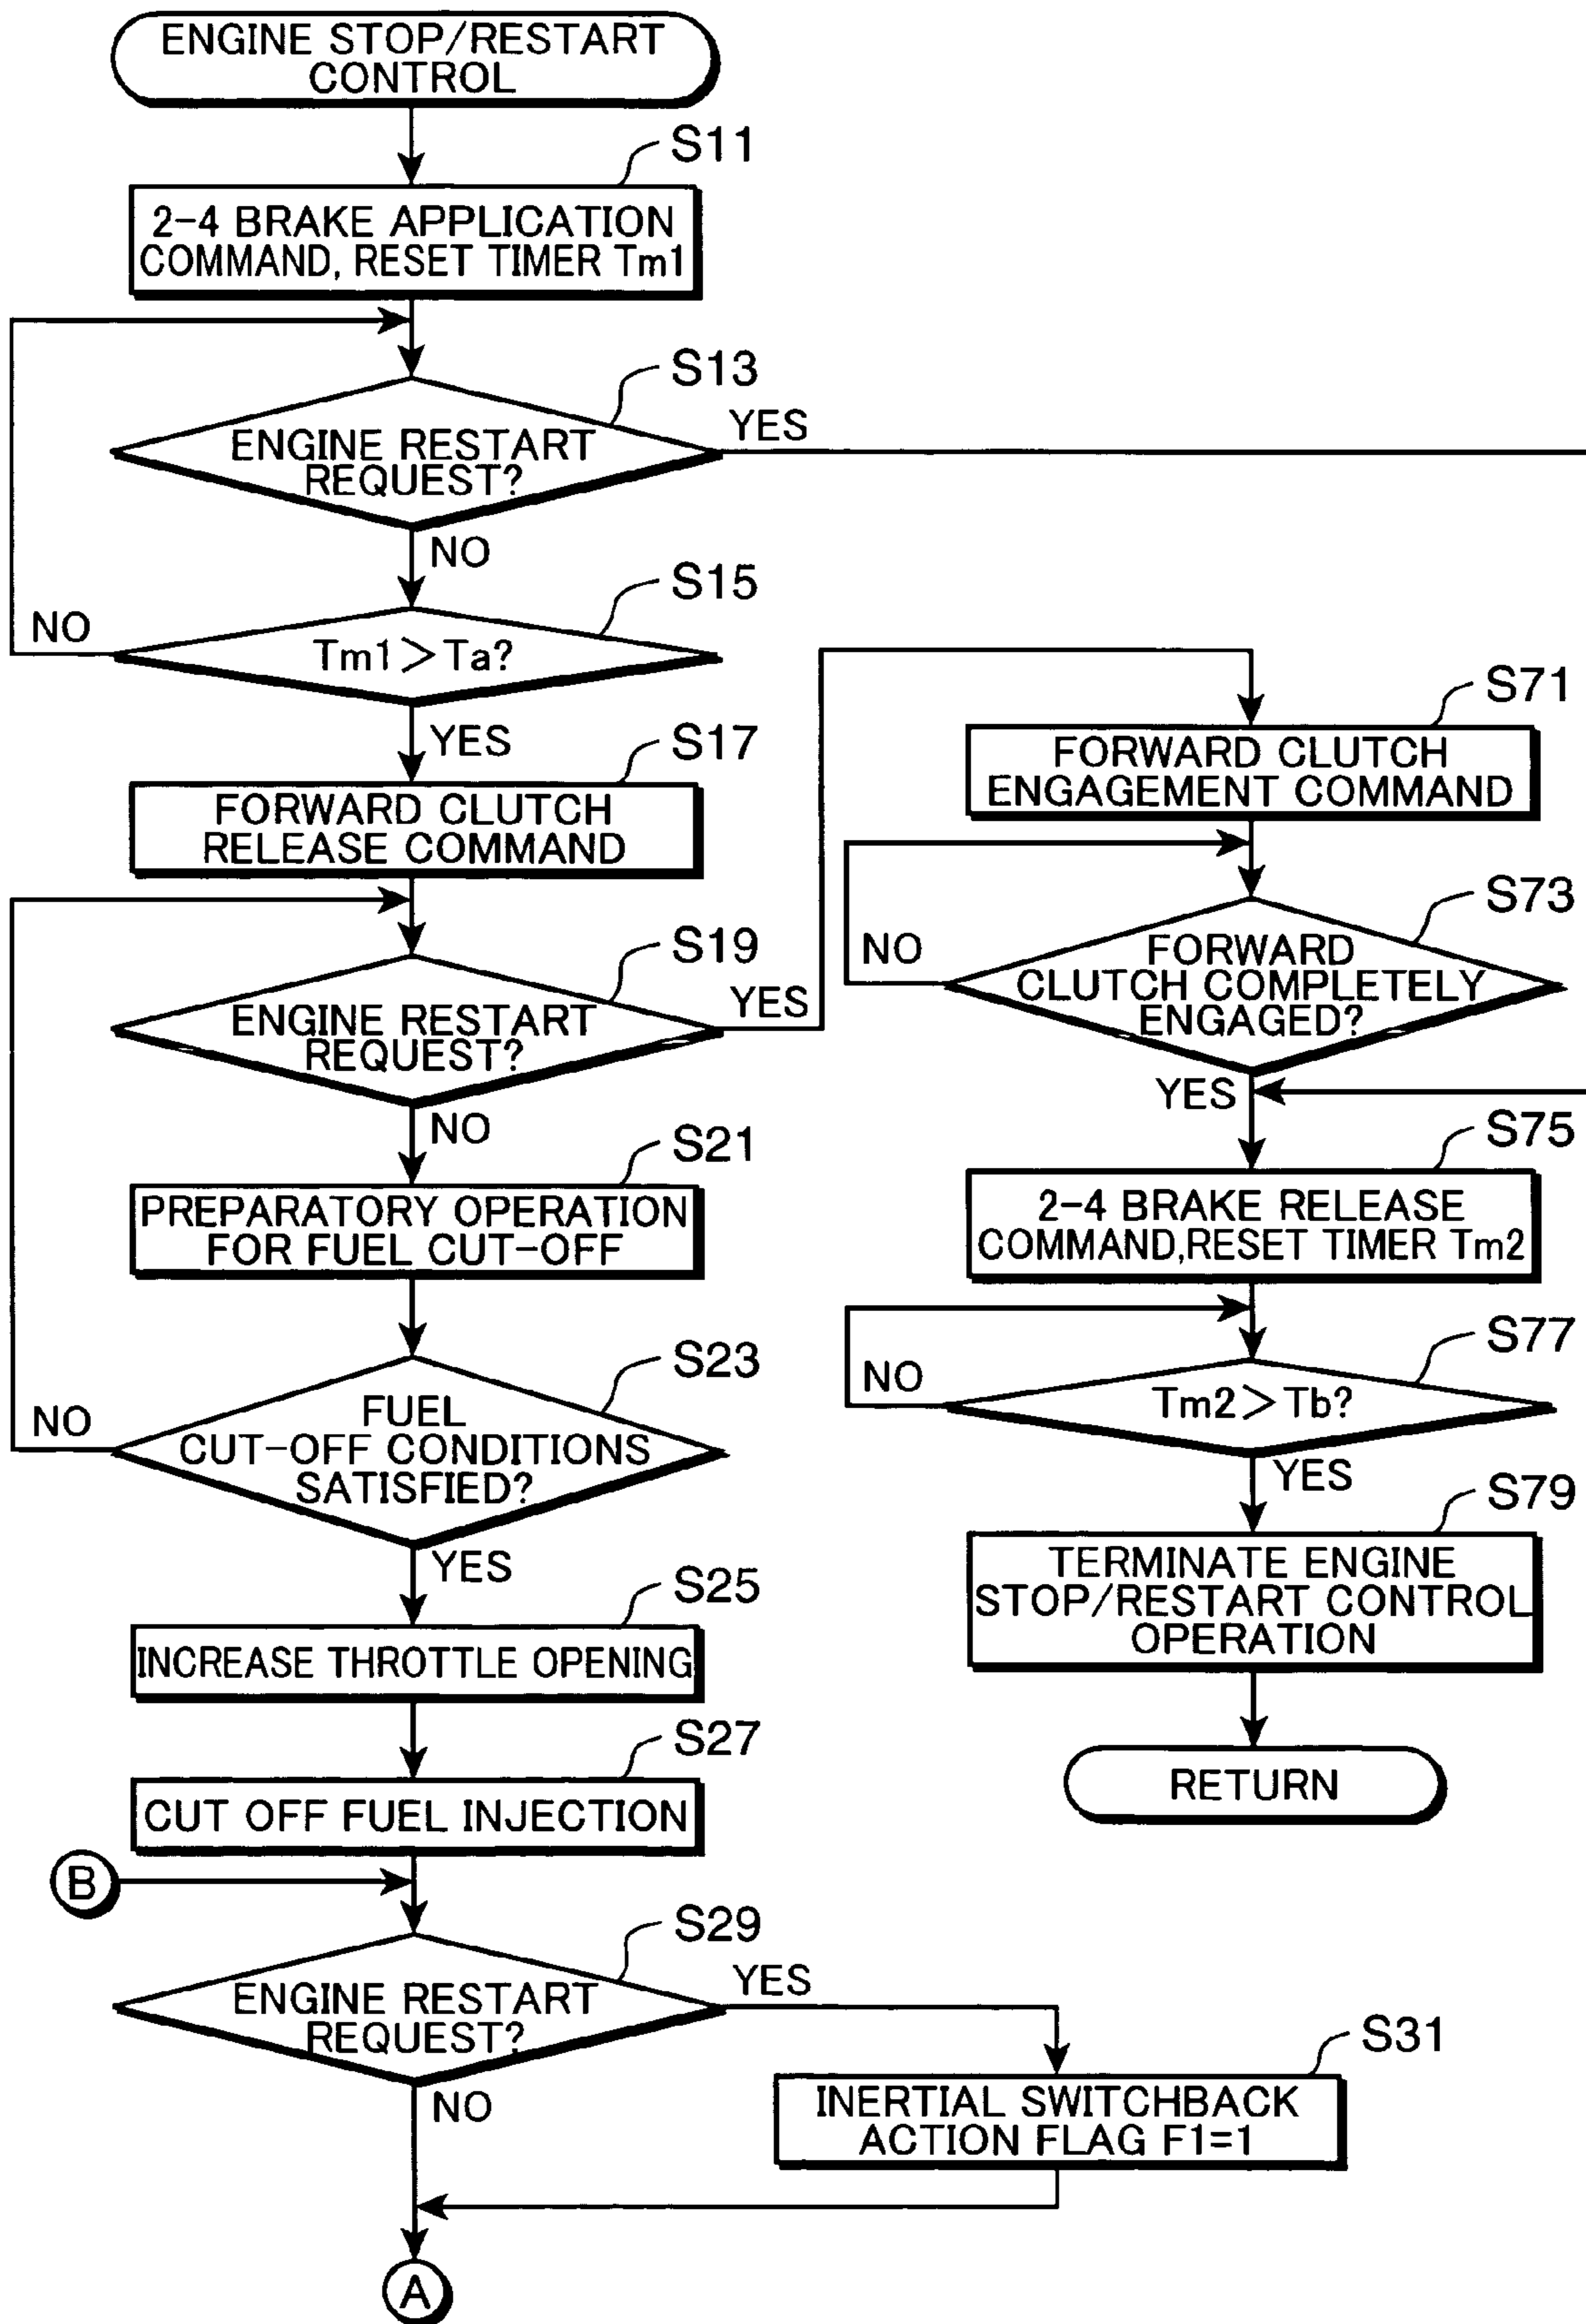 ENGINE STOP/RESTART
CONTROL
S11
2-4 BRAKE APPLICATION
COMMAND, RESET TIMER Tm1
S13
ENGINE RESTART
REQUEST?
YES
NO
S15
Tm1>Ta?
NO
YES
S17
FORWARD CLUTCH
RELEASE COMMAND
S19
ENGINE RESTART
REQUEST?
YES
NO
S21
PREPARATORY OPERATION
FOR FUEL CUT-OFF
S23
FUEL
CUT-OFF CONDITIONS
SATISFIED?
NO
YES
S25
INCREASE THROTTLE OPENING
S27
CUT OFF FUEL INJECTION
B
S29
ENGINE RESTART
REQUEST?
YES
NO
S31
INERTIAL SWITCHBACK
ACTION FLAG F1=1
A
S71
FORWARD CLUTCH
ENGAGEMENT COMMAND
S73
FORWARD
CLUTCH COMPLETELY
ENGAGED?
NO
YES
S75
2-4 BRAKE RELEASE
COMMAND,RESET TIMER Tm2
S77
Tm2>Tb?
NO
YES
S79
TERMINATE ENGINE
STOP/RESTART CONTROL
OPERATION
RETURN